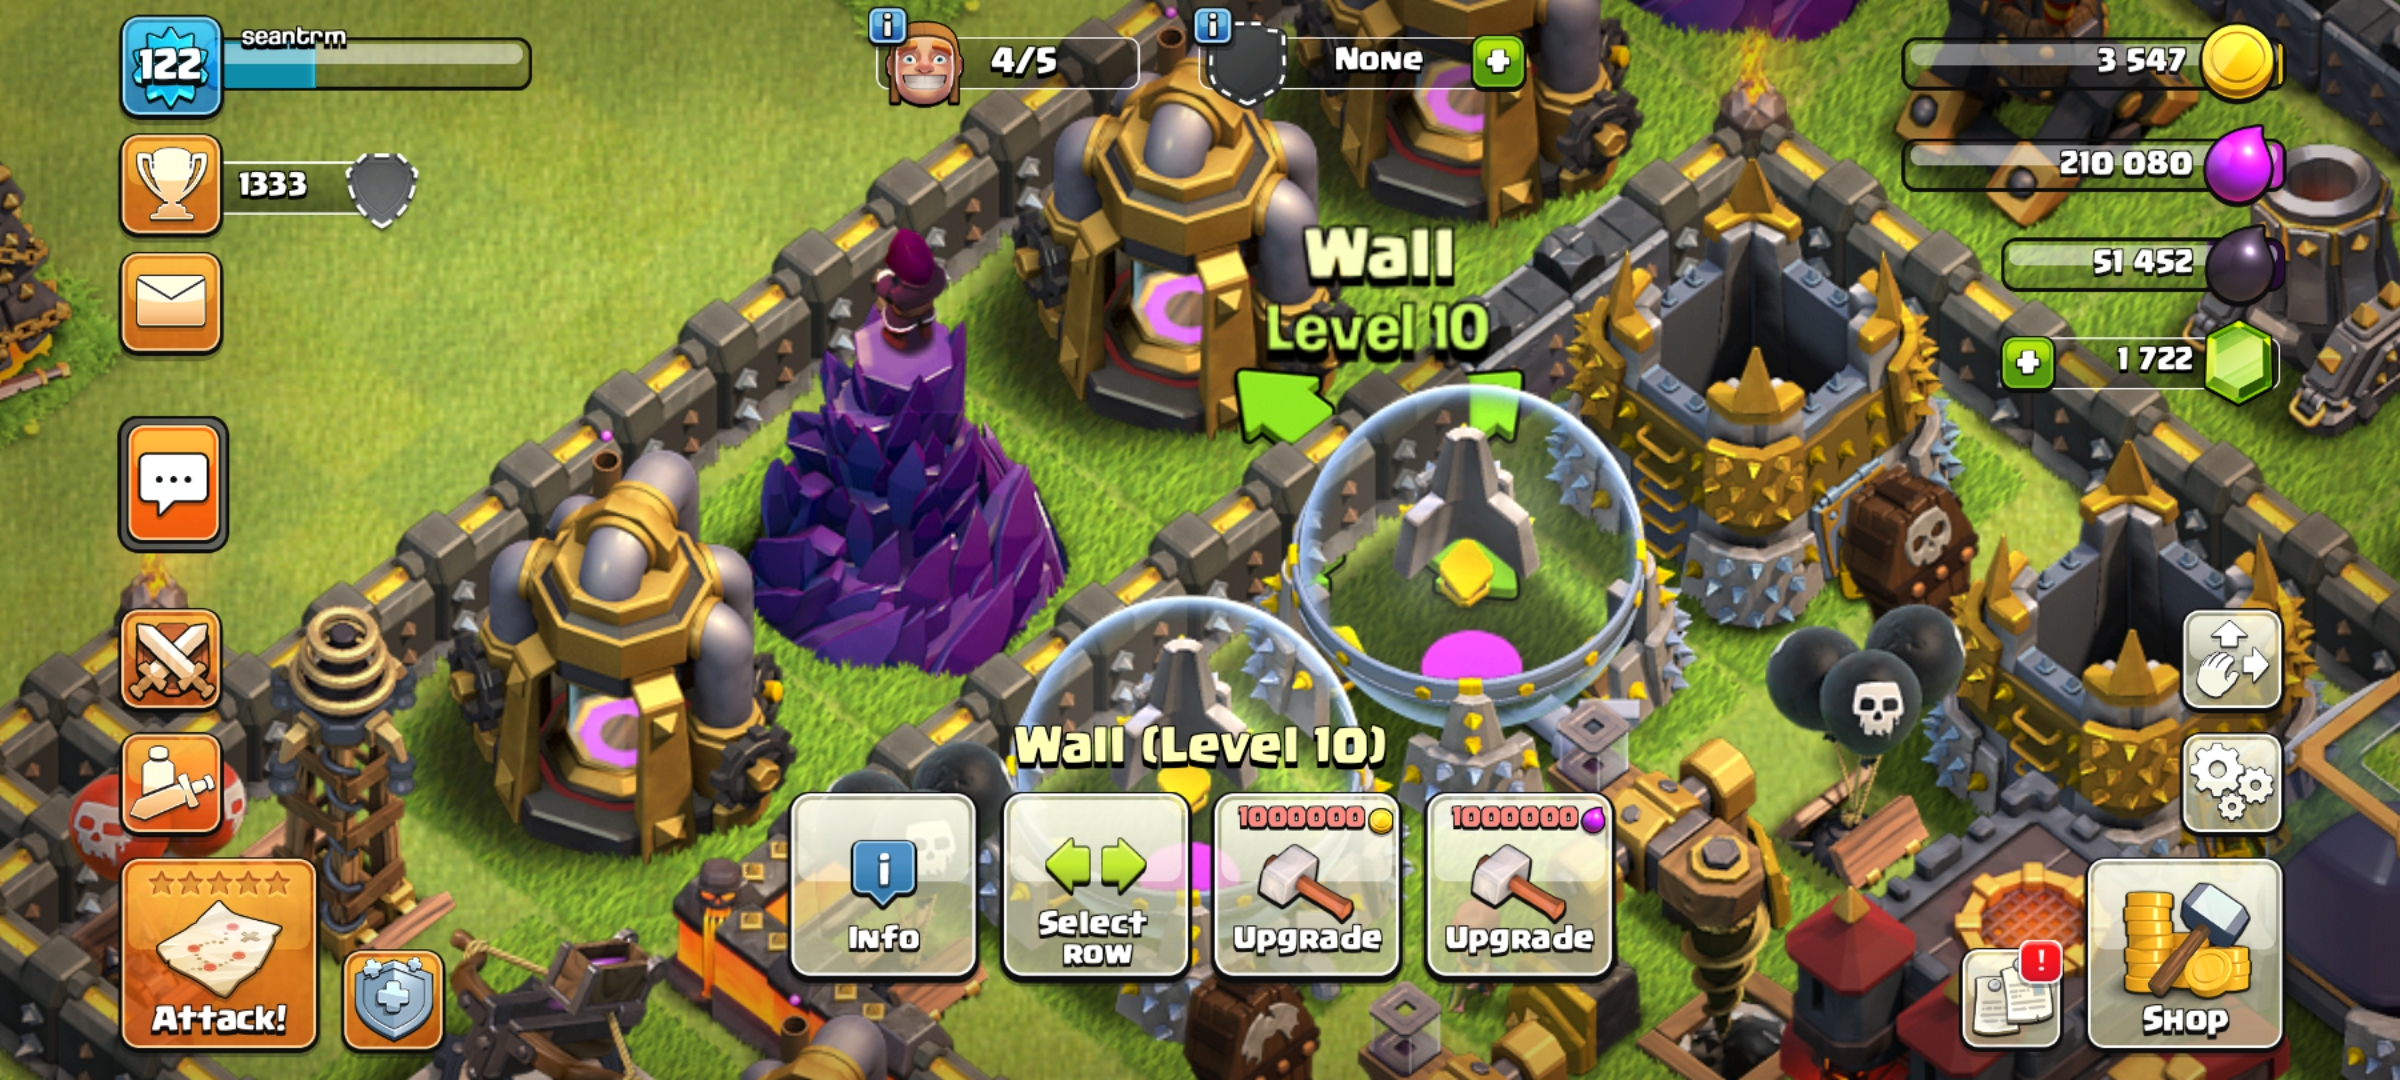 122
seantrm
4/5
None
3 547
1333
210 080
51 452
1 722
Wall
Level 10
Wall (Level 10)
Info
Select
Row
1000000
Upgrade
1000000
Upgrade
Attack!
!
Shop